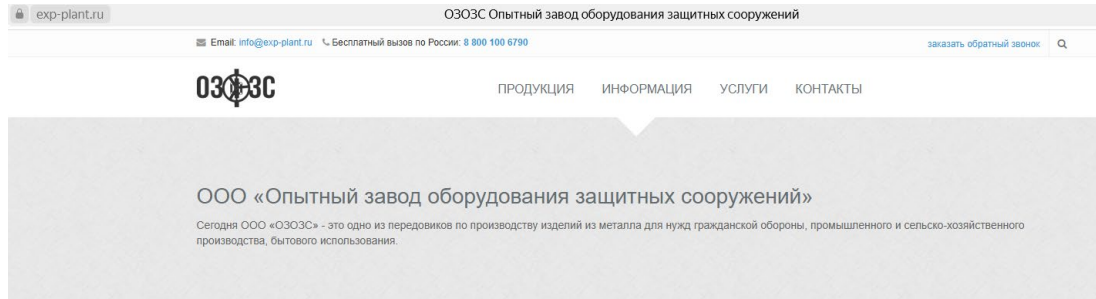 exp-plant.ru
ОЗОЗС Опытный завод оборудования защитных сооружений
Email: info@exp-plant.ru Бесплатный вызов по России: 8 800 100 6790
заказать обратный звонок
ОЗОЗС
ПРОДУКЦИЯ ИНФОРМАЦИЯ УСЛУГИ КОНТАКТЫ
ООО «Опытный завод оборудования защитных сооружений»
Сегодня ООО «ОЗОЗС» - это одно из передовиков по производству изделий из металла для нужд гражданской обороны, промышленного и сельско-хозяйственного
производства, бытового использования.